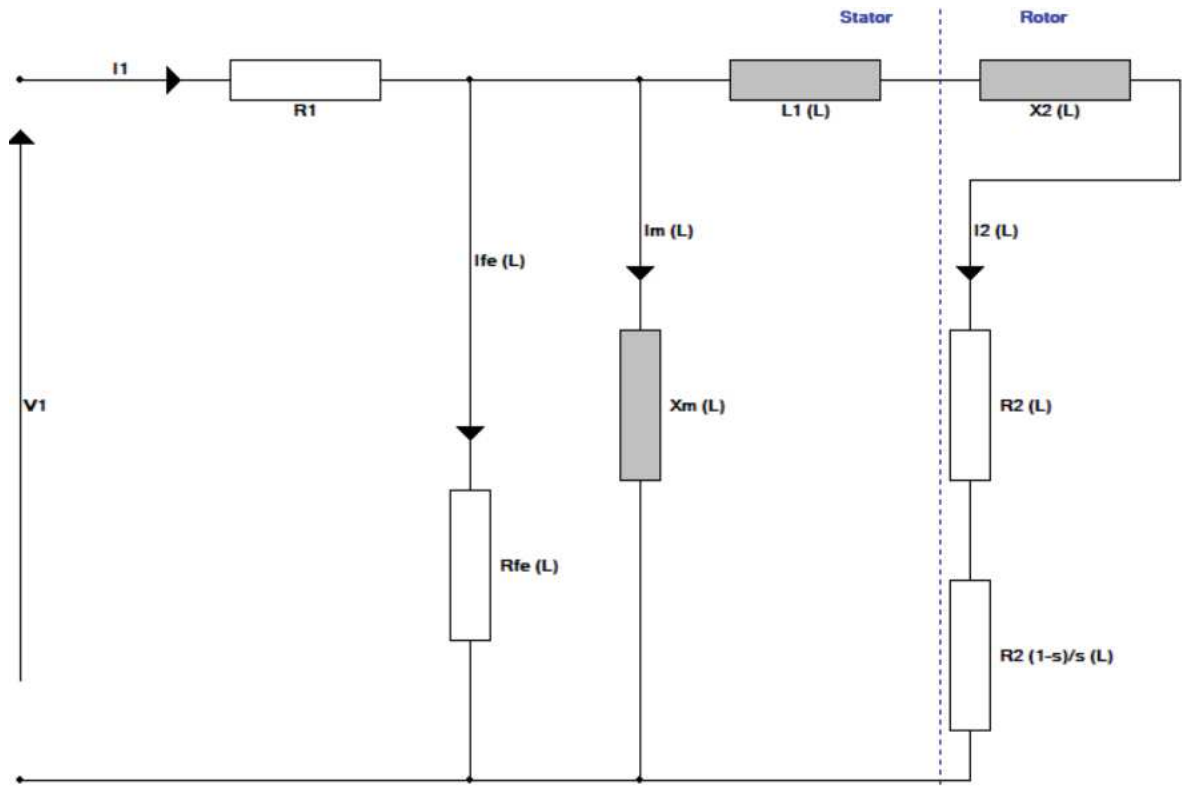 Stator
Rotor
I1
R1
L1 (L)
X2 (L)
Ife (L)
Im (L)
I2 (L)
V1
Xm (L)
R2 (L)
Rfe (L)
R2 (1-s)/s (L)